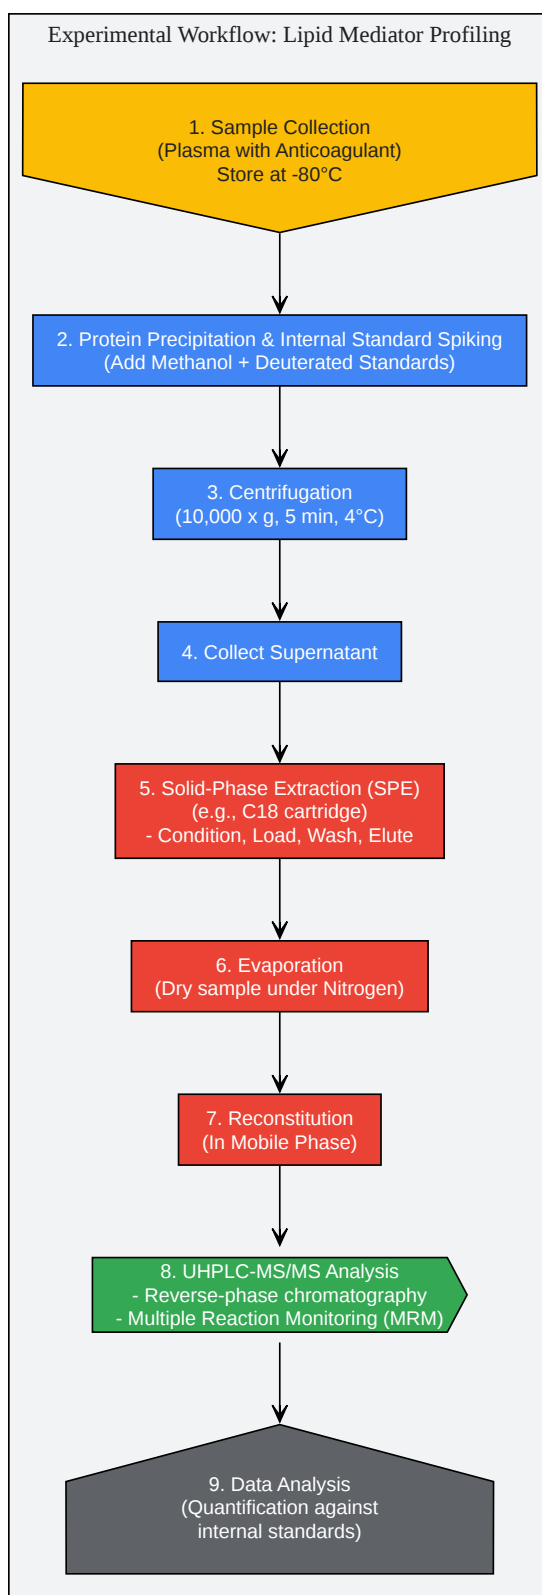 Experimental Workflow: Lipid Mediator Profiling
1. Sample Collection
(Plasma with Anticoagulant)
Store at -80°C
2. Protein Precipitation & Internal Standard Spiking
(Add Methanol + Deuterated Standards)
3. Centrifugation
(10,000 x g, 5 min, 4°C)
4. Collect Supernatant
5. Solid-Phase Extraction (SPE)
(e.g., C18 cartridge)
- Condition, Load, Wash, Elute
6. Evaporation
(Dry sample under Nitrogen)
7. Reconstitution
(In Mobile Phase)
8. UHPLC-MS/MS Analysis
- Reverse-phase chromatography
- Multiple Reaction Monitoring (MRM)
9. Data Analysis
(Quantification against
internal standards)